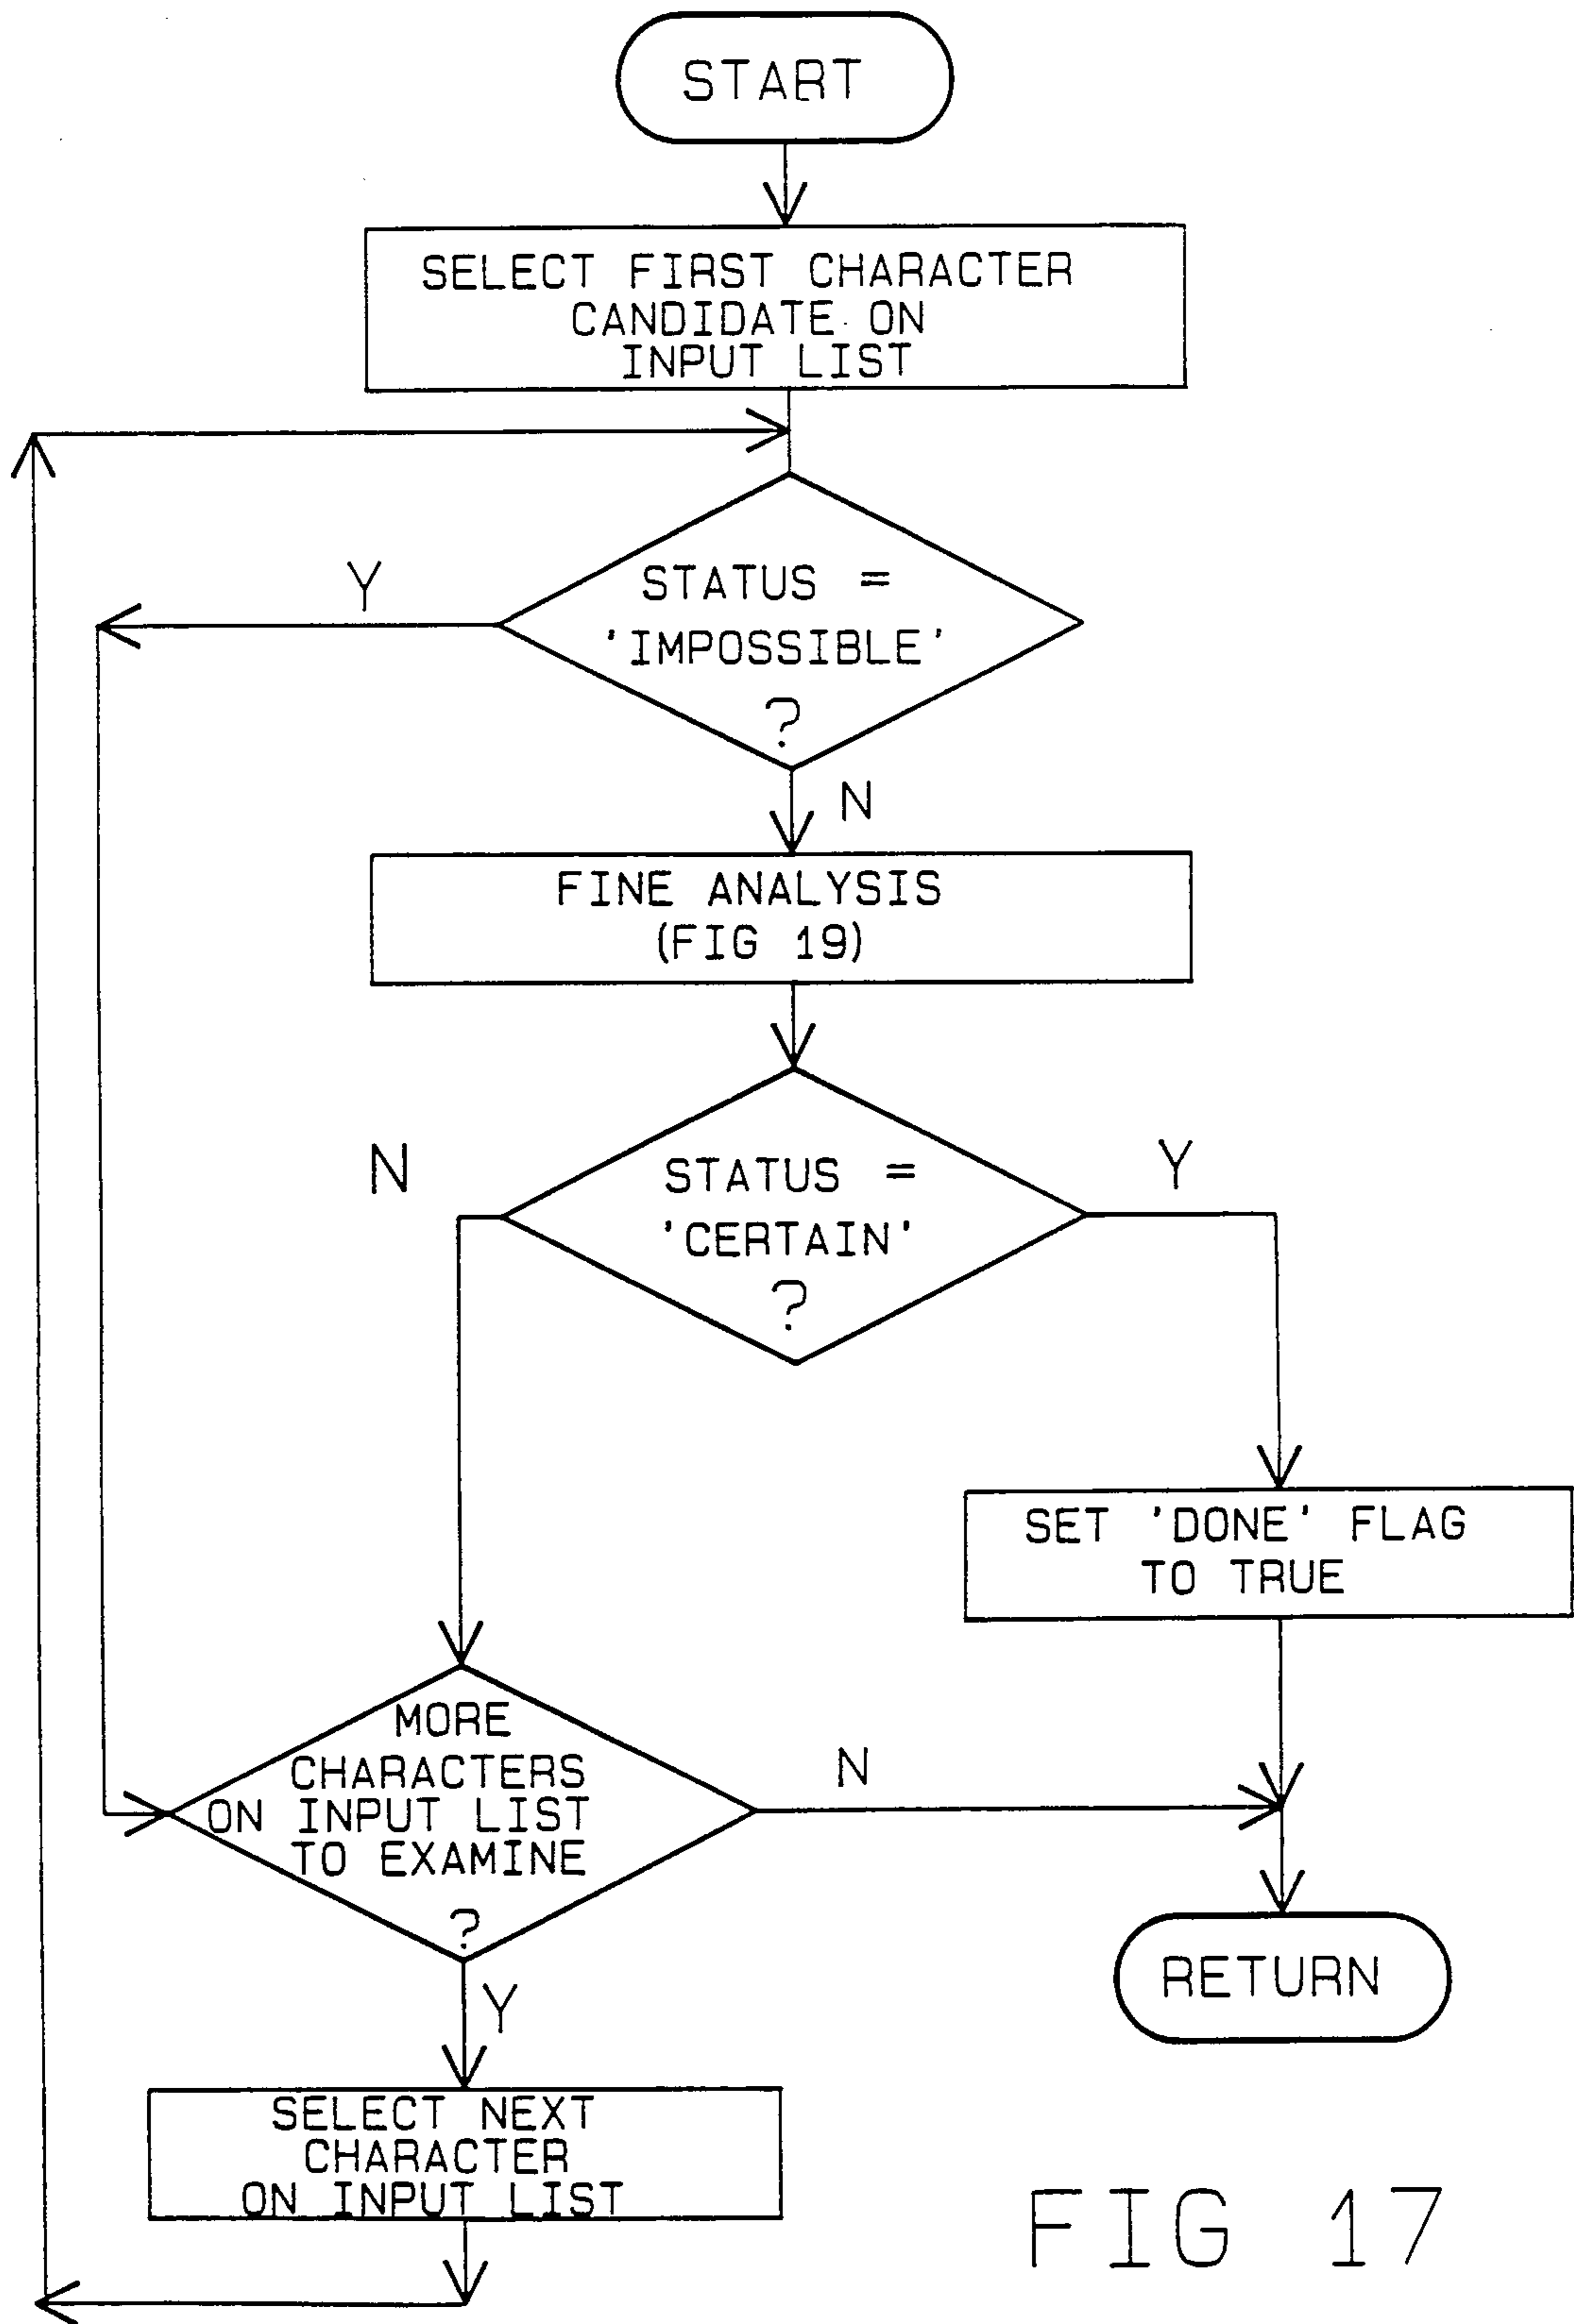 START
SELECT FIRST CHARACTER
CANDIDATE ON
INPUT LIST
Y
STATUS =
'IMPOSSIBLE'
?
N
FINE ANALYSIS
(FIG 19)
N
STATUS =
'CERTAIN'
?
Y
SET 'DONE' FLAG
TO TRUE
MORE
CHARACTERS
ON INPUT LIST
TO EXAMINE
?
N
RETURN
Y
SELECT NEXT
CHARACTER
ON INPUT LIST
FIG 17